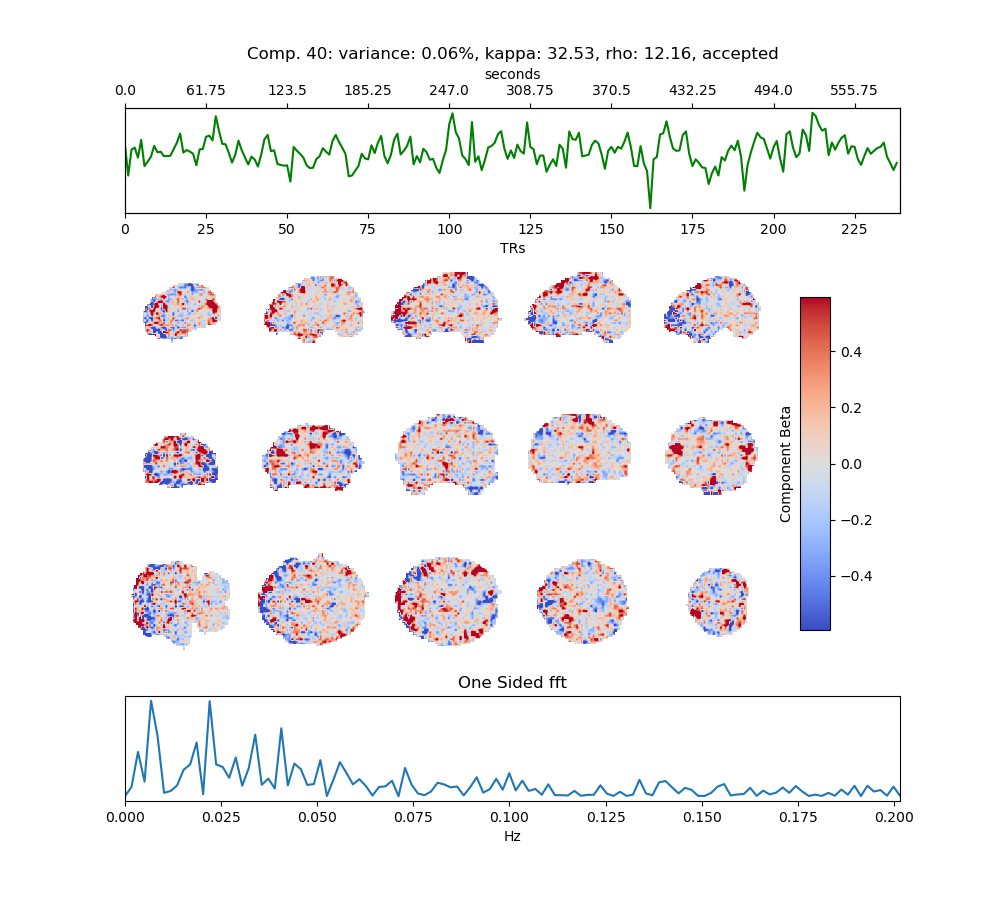 Comp. 40: variance: 0.06%, kappa: 32.53, rho: 12.16, accepted
seconds
0.0 61.75 123.5 185.25 247.0 308.75 370.5 432.25 494.0 555.75
0 25 50 75 100 125 150 175 200 225
TRs
0.4
0.2
0.0
−0.2
−0.4
Component Beta
One Sided fft
0.000 0.025 0.050 0.075 0.100 0.125 0.150 0.175 0.200
Hz